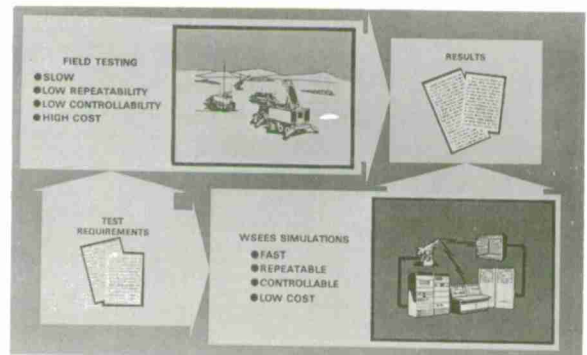 FIELD TESTING
●SLOW
●LOW REPEATABILITY
●LOW CONTROLLABILITY
●HIGH COST
RESULTS
TEST
REQUIREMENTS
WSEES SIMULATIONS
●FAST
●REPEATABLE
●CONTROLLABLE
●LOW COST